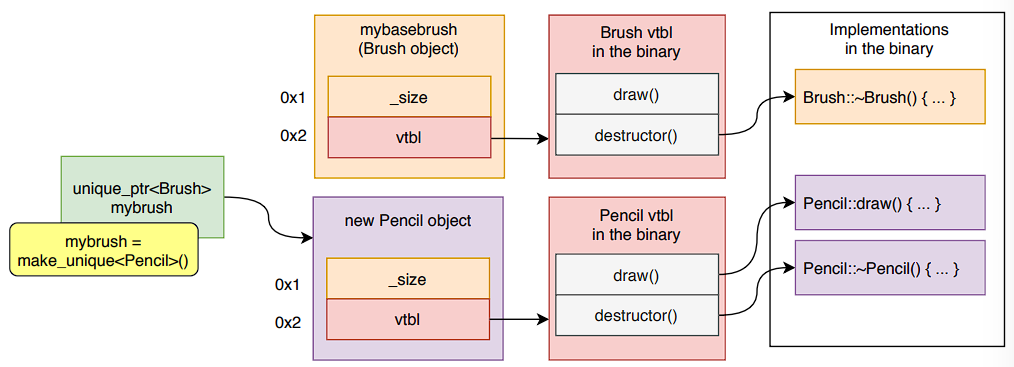 mybasebrush
(Brush object)
0x1
_size
0x2
vtbl
Brush vtbl
in the binary
draw()
destructor()
Implementations
in the binary
Brush::~Brush() { ... }
unique_ptr<Brush>
mybrush
mybrush =
make_unique<Pencil>()
new Pencil object
0x1
_size
0x2
vtbl
Pencil vtbl
in the binary
draw()
destructor()
Pencil::draw() { ... }
Pencil::~Pencil() { ... }